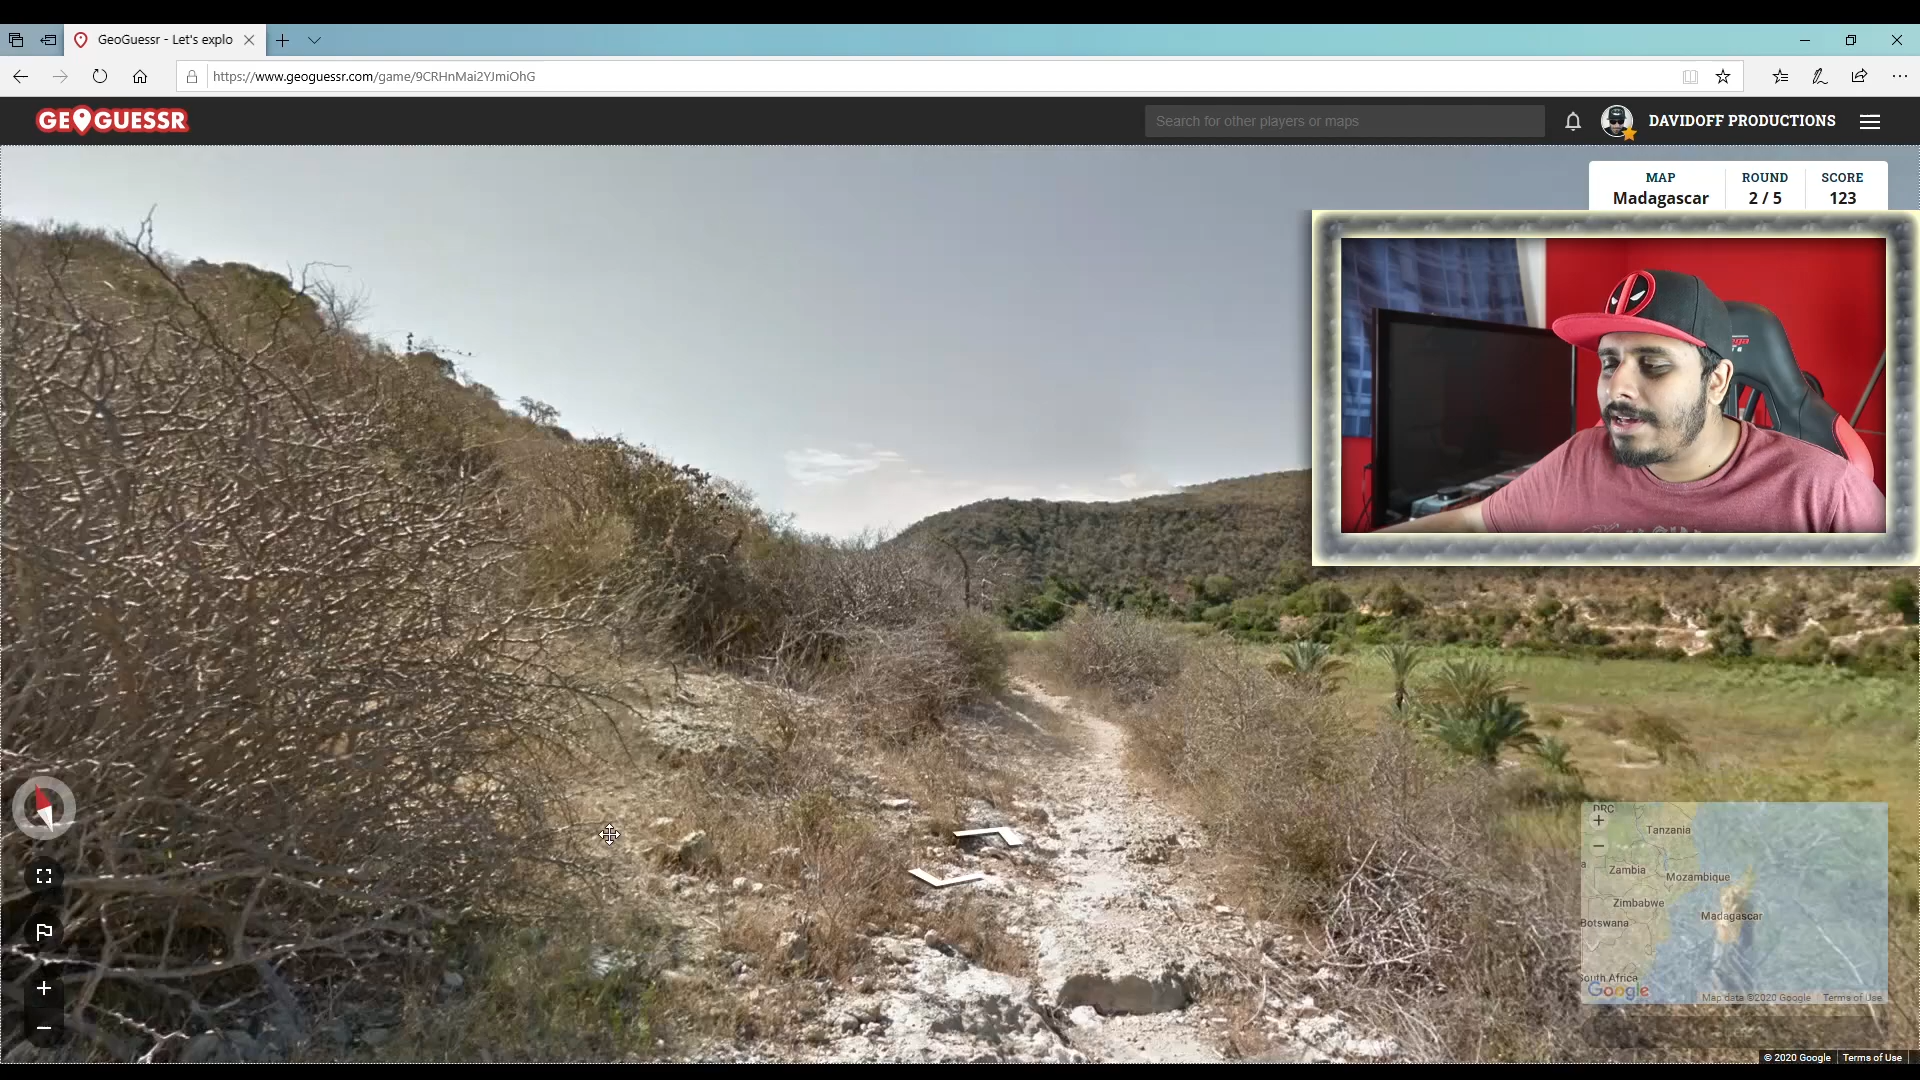 GeoGuessr - Let's explo
https://www.geoguessr.com/game/9CRHnMai2YJmiOhG
GEOGUESSR
Search for other players or maps
DAVIDOFF PRODUCTIONS
MAP
Madagascar
ROUND
2 / 5
SCORE
123
DRC
Tanzania
Zambia
Mozambique
Zimbabwe
Madagascar
Botswana
South Africa
Google
Map data ©2020 Google
Terms of Use
© 2020 Google
Terms of Use